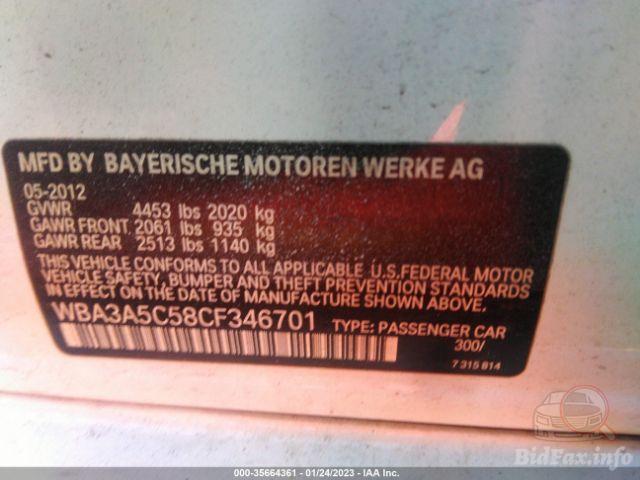 MFD BY BAYERISCHE MOTOREN WERKE AG
05-2012
GVWR 4453 lbs 2020 kg
GAWR FRONT 2061 lbs 935 kg
GAWR REAR 2513 lbs 1140 kg
THIS VEHICLE CONFORMS TO ALL APPLICABLE U.S.FEDERAL MOTOR
VEHICLE SAFETY, BUMPER AND THEFT PREVENTION STANDARDS
IN EFFECT ON THE DATE OF MANUFACTURE SHOWN ABOVE.
WBA3A5C58CF346701 TYPE: PASSENGER CAR
300/
7 315 814
BidFax.info
000-35664361 - 01/24/2023 - IAA Inc.